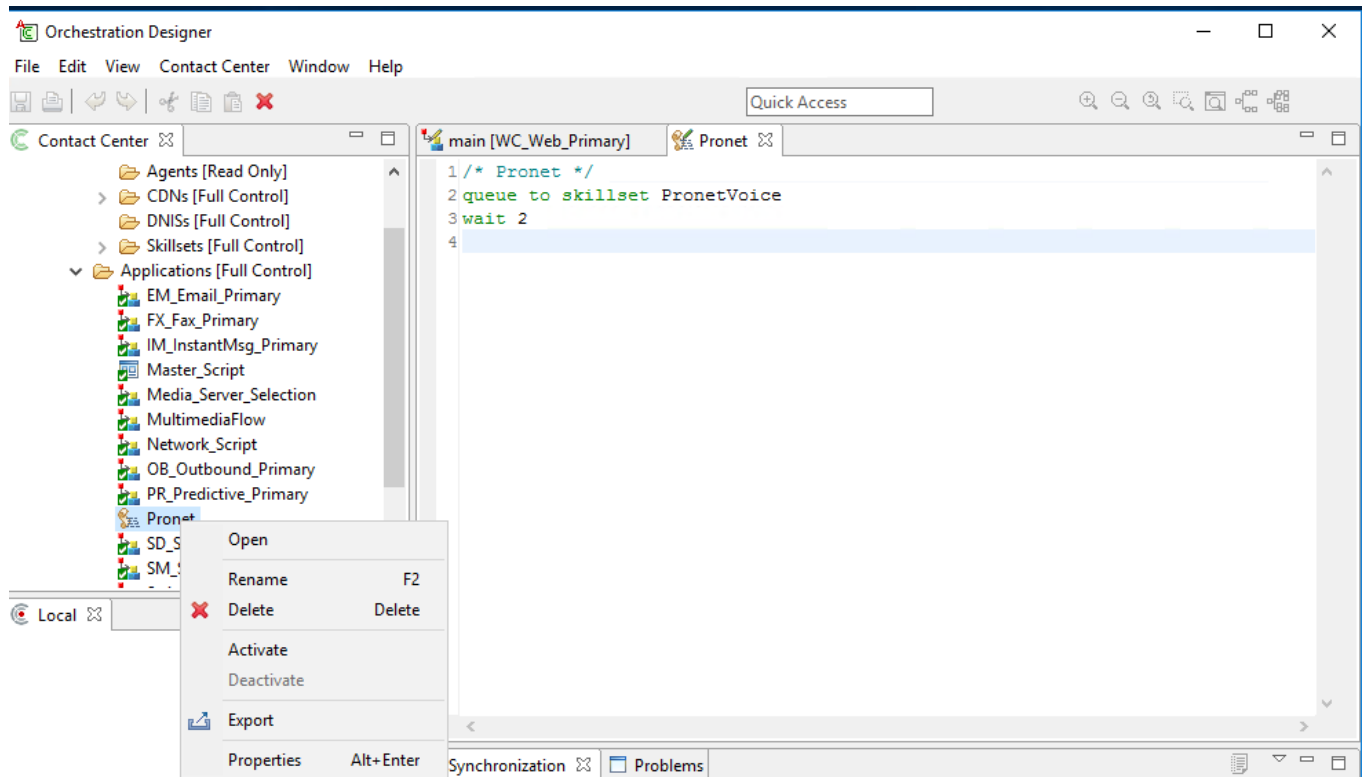 Orchestration Designer
File Edit View Contact Center Window Help
Quick Access
Contact Center
Agents [Read Only]
CDNs [Full Control]
DNISs [Full Control]
Skillsets [Full Control]
Applications [Full Control]
EM_Email_Primary
FX_Fax_Primary
IM_InstantMsg_Primary
Master_Script
Media_Server_Selection
MultimediaFlow
Network_Script
OB_Outbound_Primary
PR_Predictive_Primary
Pronet
SD_S
SM_S
Local
Open
Rename F2
Delete Delete
Activate
Deactivate
Export
Properties Alt+Enter
main [WC_Web_Primary] Pronet
1 /* Pronet */
2 queue to skillset PronetVoice
3 wait 2
4
Synchronization Problems